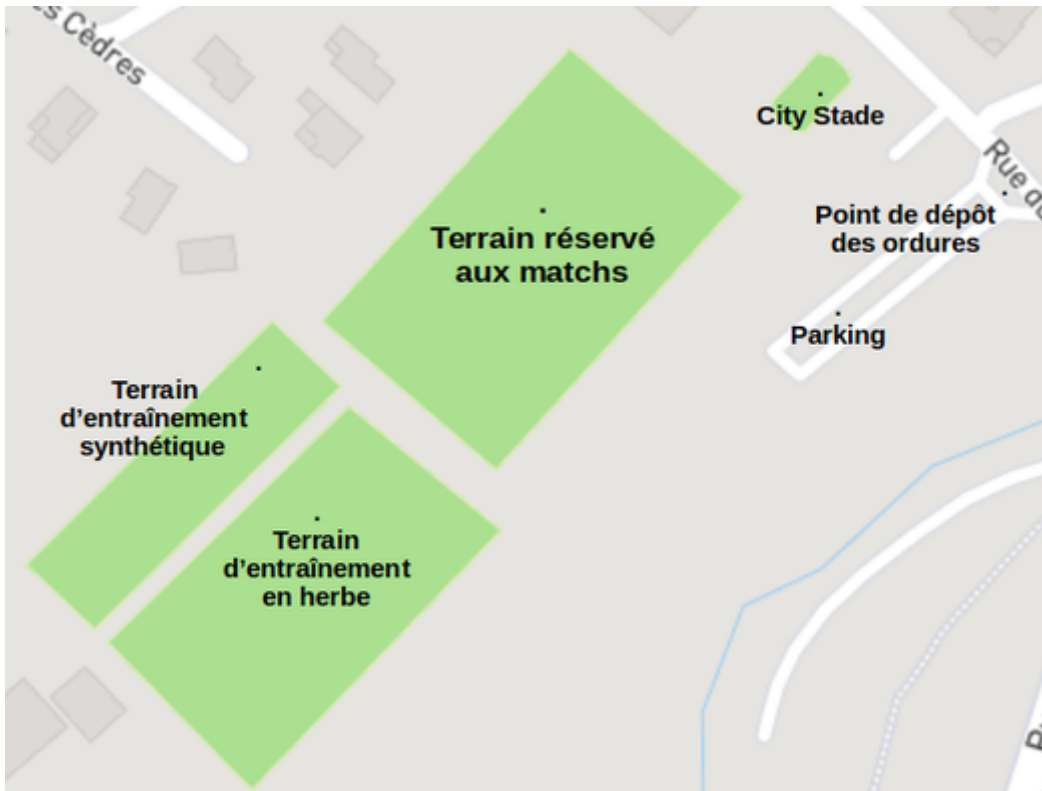 Cèdres
City Stade
Rue
Point de dépôt
des ordures
Terrain réservé
aux matchs
Parking
Terrain
d’entraînement
synthétique
Terrain
d’entraînement
en herbe